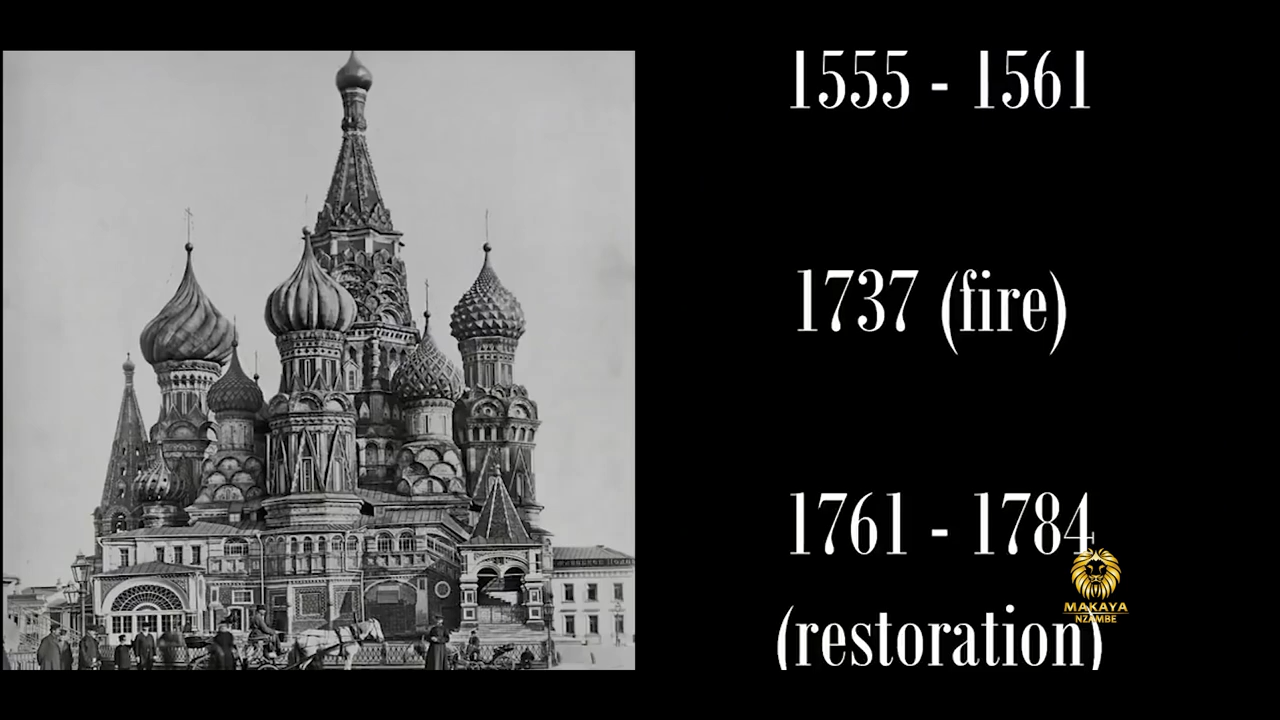 1555 - 1561
1737 (fire)
1761 - 1784
(restoration)
MAKAYA
NZAMBE